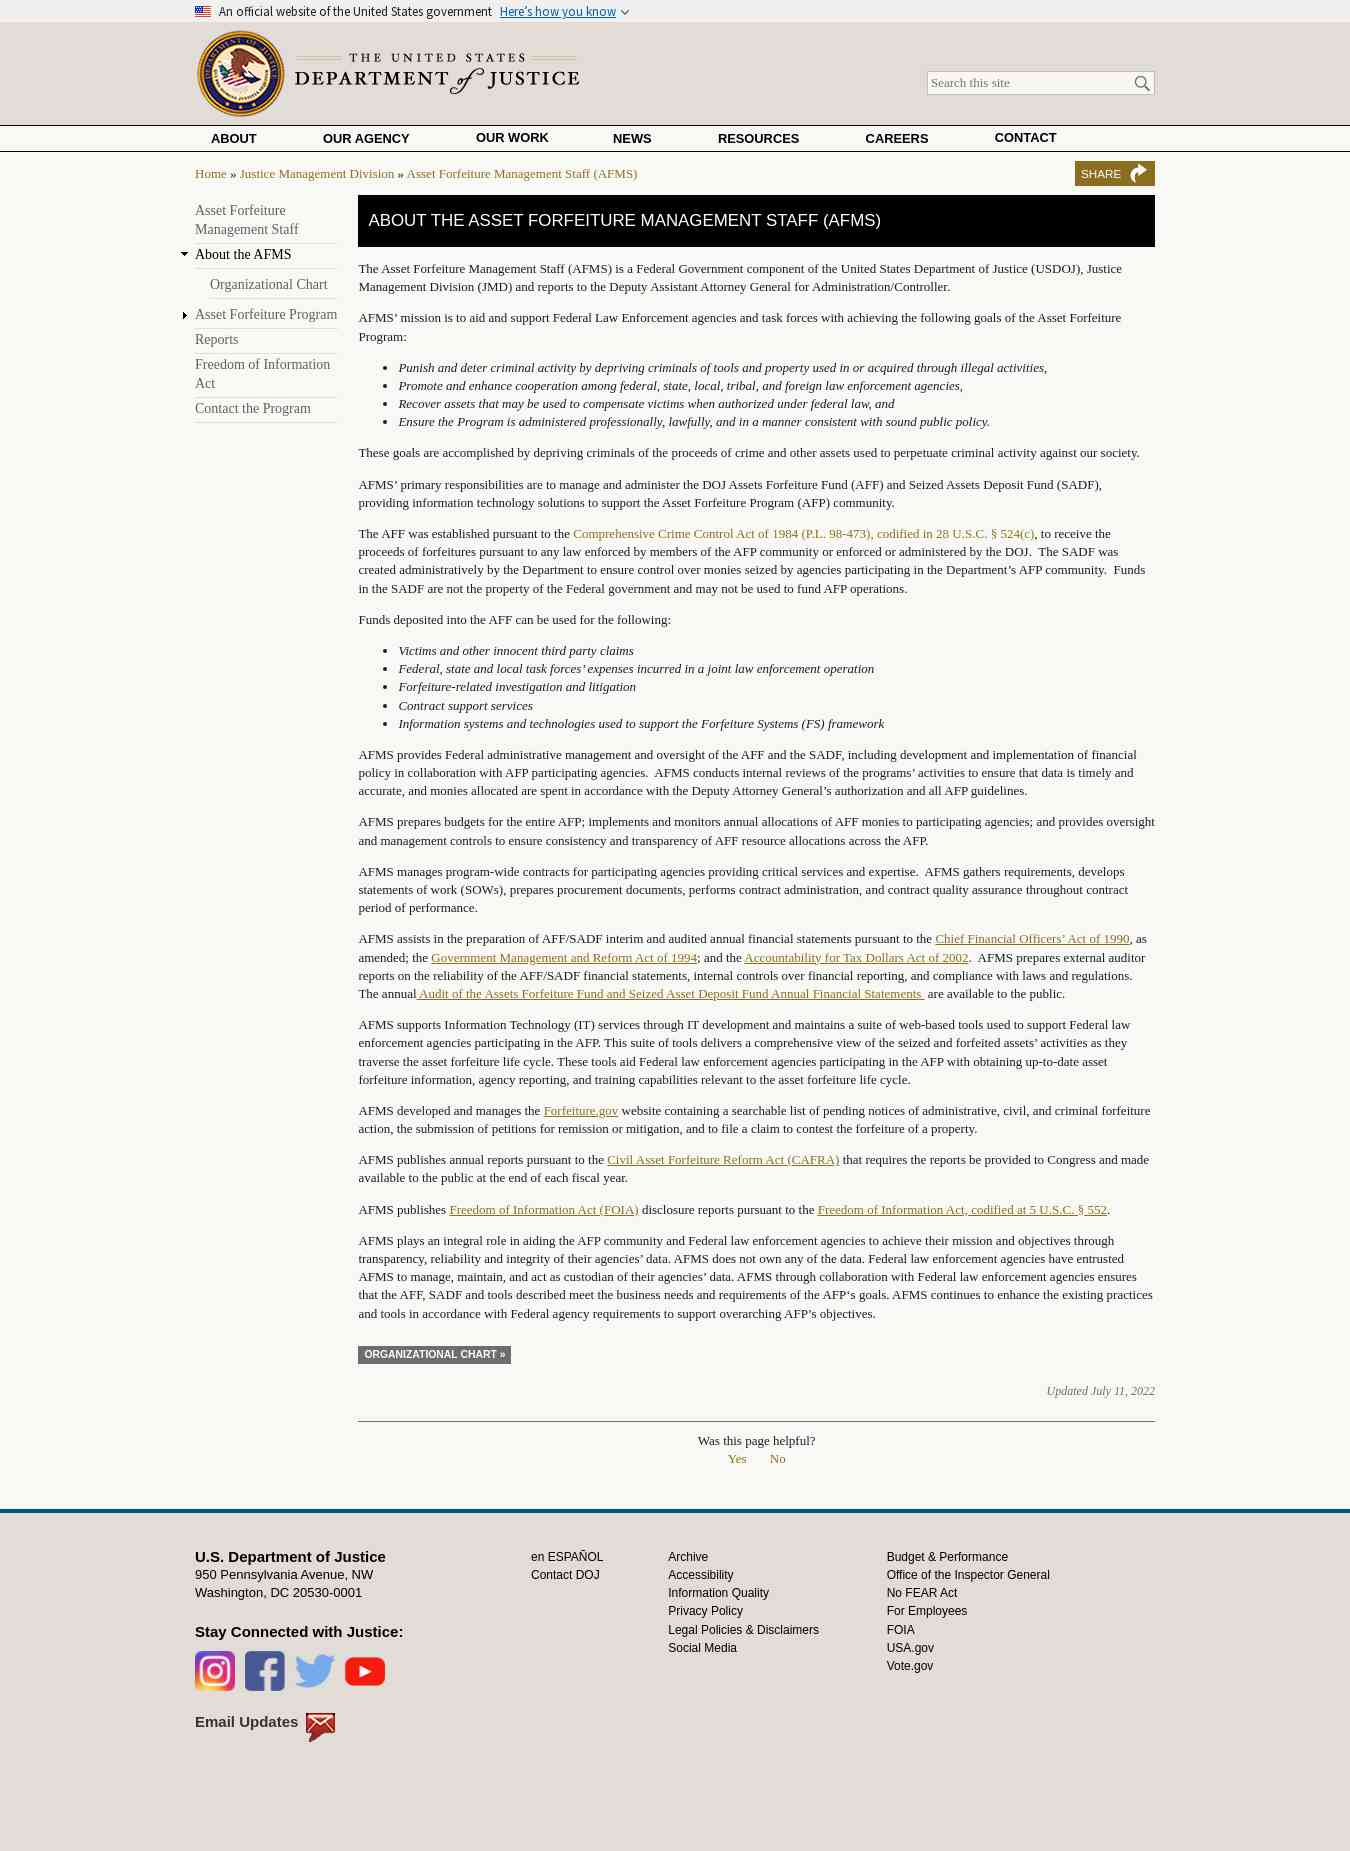 An official website of the United States government Here's how you know
THE UNITED STATES
DEPARTMENT of JUSTICE
Search this site
ABOUT OUR AGENCY OUR WORK NEWS RESOURCES CAREERS CONTACT
Home » Justice Management Division » Asset Forfeiture Management Staff (AFMS)
SHARE
Asset Forfeiture
Management Staff
About the AFMS
Organizational Chart
Asset Forfeiture Program
Reports
Freedom of Information
Act
Contact the Program
ABOUT THE ASSET FORFEITURE MANAGEMENT STAFF (AFMS)
The Asset Forfeiture Management Staff (AFMS) is a Federal Government component of the United States Department of Justice (USDOJ), Justice
Management Division (JMD) and reports to the Deputy Assistant Attorney General for Administration/Controller.
AFMS’ mission is to aid and support Federal Law Enforcement agencies and task forces with achieving the following goals of the Asset Forfeiture
Program:
• Punish and deter criminal activity by depriving criminals of tools and property used in or acquired through illegal activities,
• Promote and enhance cooperation among federal, state, local, tribal, and foreign law enforcement agencies,
• Recover assets that may be used to compensate victims when authorized under federal law, and
• Ensure the Program is administered professionally, lawfully, and in a manner consistent with sound public policy.
These goals are accomplished by depriving criminals of the proceeds of crime and other assets used to perpetuate criminal activity against our society.
AFMS’ primary responsibilities are to manage and administer the DOJ Assets Forfeiture Fund (AFF) and Seized Assets Deposit Fund (SADF),
providing information technology solutions to support the Asset Forfeiture Program (AFP) community.
The AFF was established pursuant to the Comprehensive Crime Control Act of 1984 (P.L. 98-473), codified in 28 U.S.C. § 524(c), to receive the
proceeds of forfeitures pursuant to any law enforced by members of the AFP community or enforced or administered by the DOJ.  The SADF was
created administratively by the Department to ensure control over monies seized by agencies participating in the Department’s AFP community.  Funds
in the SADF are not the property of the Federal government and may not be used to fund AFP operations.
Funds deposited into the AFF can be used for the following:
• Victims and other innocent third party claims
• Federal, state and local task forces’ expenses incurred in a joint law enforcement operation
• Forfeiture-related investigation and litigation
• Contract support services
• Information systems and technologies used to support the Forfeiture Systems (FS) framework
AFMS provides Federal administrative management and oversight of the AFF and the SADF, including development and implementation of financial
policy in collaboration with AFP participating agencies.  AFMS conducts internal reviews of the programs’ activities to ensure that data is timely and
accurate, and monies allocated are spent in accordance with the Deputy Attorney General’s authorization and all AFP guidelines.
AFMS prepares budgets for the entire AFP; implements and monitors annual allocations of AFF monies to participating agencies; and provides oversight
and management controls to ensure consistency and transparency of AFF resource allocations across the AFP.
AFMS manages program-wide contracts for participating agencies providing critical services and expertise.  AFMS gathers requirements, develops
statements of work (SOWs), prepares procurement documents, performs contract administration, and contract quality assurance throughout contract
period of performance.
AFMS assists in the preparation of AFF/SADF interim and audited annual financial statements pursuant to the Chief Financial Officers’ Act of 1990, as
amended; the Government Management and Reform Act of 1994; and the Accountability for Tax Dollars Act of 2002.  AFMS prepares external auditor
reports on the reliability of the AFF/SADF financial statements, internal controls over financial reporting, and compliance with laws and regulations.
The annual Audit of the Assets Forfeiture Fund and Seized Asset Deposit Fund Annual Financial Statements  are available to the public.
AFMS supports Information Technology (IT) services through IT development and maintains a suite of web-based tools used to support Federal law
enforcement agencies participating in the AFP. This suite of tools delivers a comprehensive view of the seized and forfeited assets’ activities as they
traverse the asset forfeiture life cycle. These tools aid Federal law enforcement agencies participating in the AFP with obtaining up-to-date asset
forfeiture information, agency reporting, and training capabilities relevant to the asset forfeiture life cycle.
AFMS developed and manages the Forfeiture.gov website containing a searchable list of pending notices of administrative, civil, and criminal forfeiture
action, the submission of petitions for remission or mitigation, and to file a claim to contest the forfeiture of a property.
AFMS publishes annual reports pursuant to the Civil Asset Forfeiture Reform Act (CAFRA) that requires the reports be provided to Congress and made
available to the public at the end of each fiscal year.
AFMS publishes Freedom of Information Act (FOIA) disclosure reports pursuant to the Freedom of Information Act, codified at 5 U.S.C. § 552.
AFMS plays an integral role in aiding the AFP community and Federal law enforcement agencies to achieve their mission and objectives through
transparency, reliability and integrity of their agencies’ data. AFMS does not own any of the data. Federal law enforcement agencies have entrusted
AFMS to manage, maintain, and act as custodian of their agencies’ data. AFMS through collaboration with Federal law enforcement agencies ensures
that the AFF, SADF and tools described meet the business needs and requirements of the AFP‘s goals. AFMS continues to enhance the existing practices
and tools in accordance with Federal agency requirements to support overarching AFP’s objectives.
ORGANIZATIONAL CHART »
Updated July 11, 2022
Was this page helpful?
Yes No
U.S. Department of Justice
950 Pennsylvania Avenue, NW
Washington, DC 20530-0001
Stay Connected with Justice:
Email Updates
en ESPAÑOL
Contact DOJ
Archive
Accessibility
Information Quality
Privacy Policy
Legal Policies & Disclaimers
Social Media
Budget & Performance
Office of the Inspector General
No FEAR Act
For Employees
FOIA
USA.gov
Vote.gov